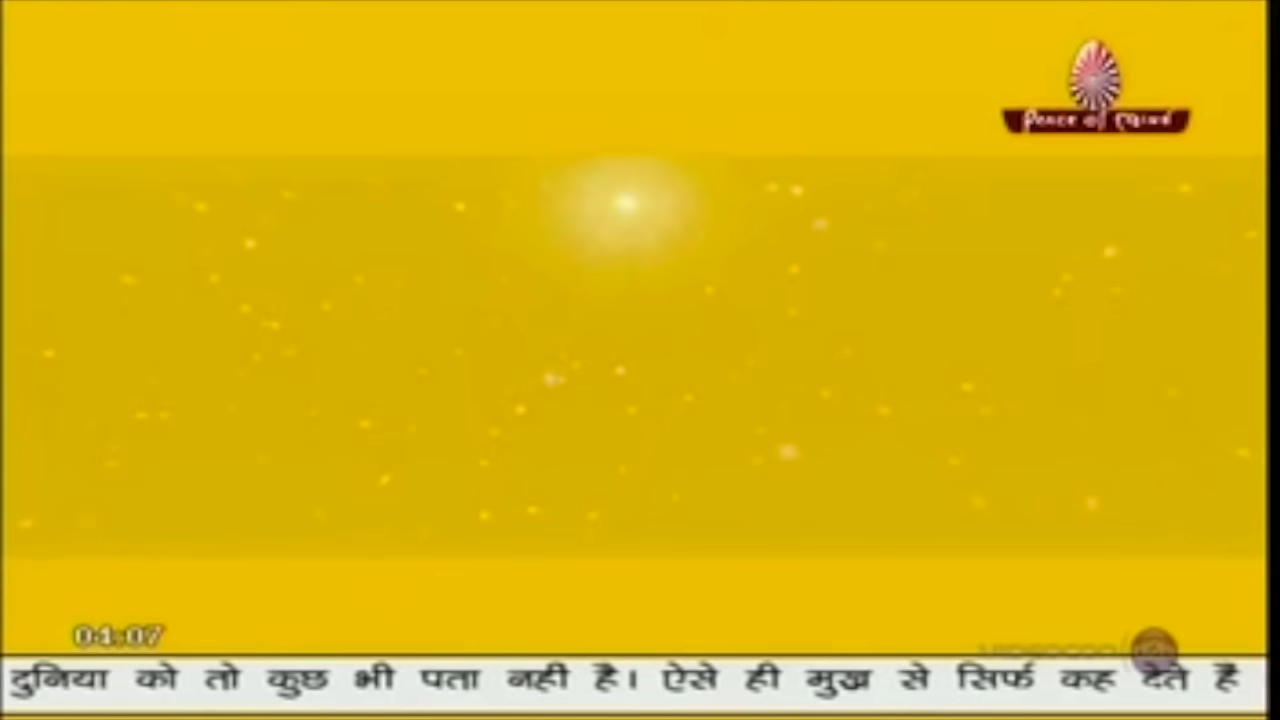 Peace of Mind
04:07
दुनिया को तो कुछ भी पता नही है। ऐसे ही मुख से सिर्फ कह देते है